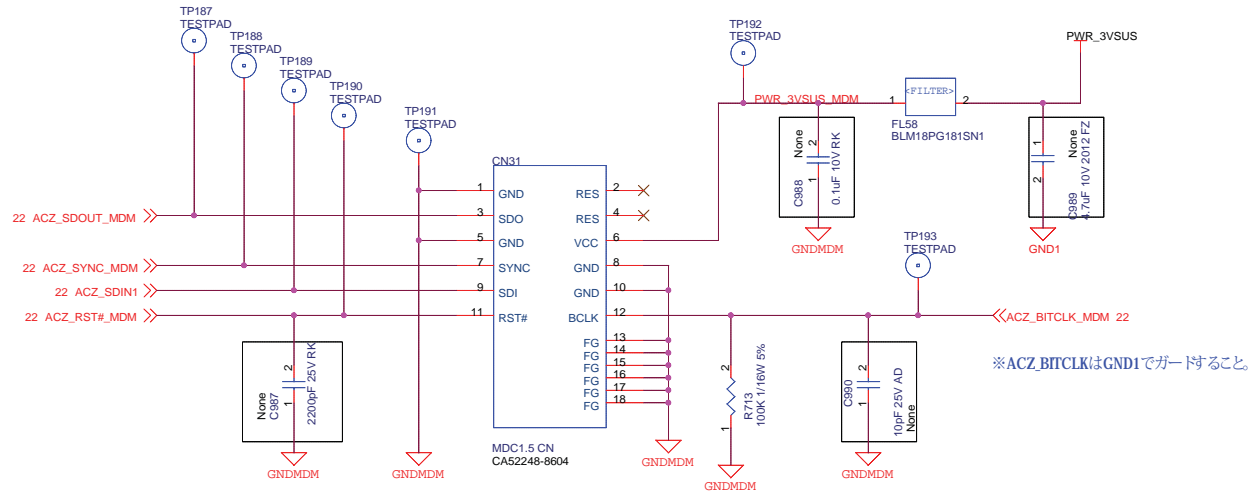 TP187
TESTPAD
TP188
TESTPAD
TP189
TESTPAD
TP190
TESTPAD
TP191
TESTPAD
TP192
TESTPAD
PWR_3VSUS
PWR_3VSUS_MDM
<FILTER>
1
2
FL58
BLM18PG181SN1
None
2
1
C988
0.1uF 10V RK
GNDMDM
None
1
2
C989
4.7uF 10V 2012 FZ
GND1
CN31
1 GND
3 SDO
5 GND
7 SYNC
9 SDI
11 RST#
RES 2
RES 4
VCC 6
GND 8
GND 10
BCLK 12
FG 13
FG 14
FG 15
FG 16
FG 17
FG 18
MDC1.5 CN
CA52248-8604
22 ACZ_SDOUT_MDM
22 ACZ_SYNC_MDM
22 ACZ_SDIN1
22 ACZ_RST#_MDM
TP193
TESTPAD
ACZ_BITCLK_MDM 22
※ACZ_BITCLKはGND1でガードすること。
None
2
1
C987
2200pF 25V RK
GNDMDM
GNDMDM
GNDMDM
2
1
R713
100K 1/16W 5%
GNDMDM
2
1
C990
10pF 25V AD
None
GNDMDM